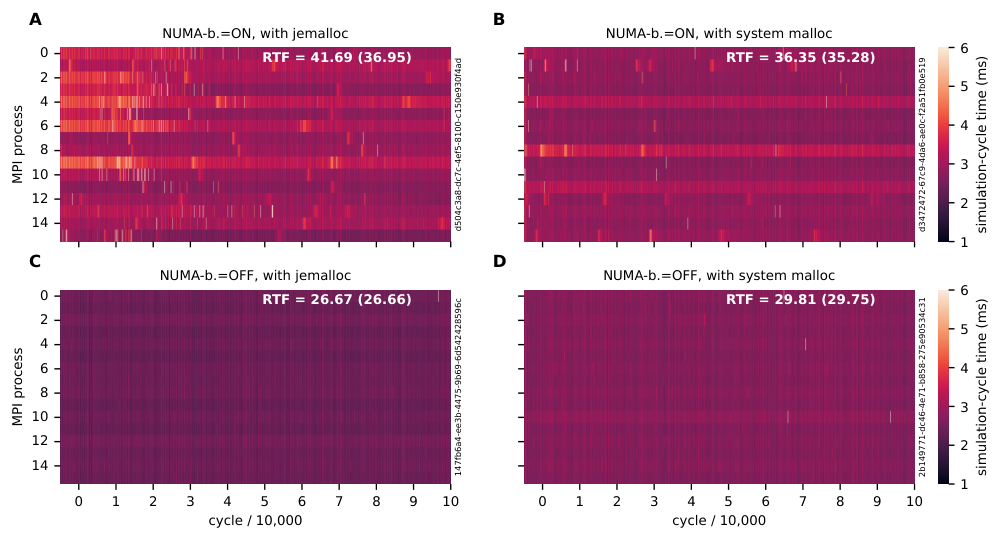 A
NUMA-b.=ON, with jemalloc
RTF = 41.69 (36.95)
0
2
4
6
8
10
12
14
MPI process
d504c3a8-dc7c-4ef5-8100-c150e930f4ad
B
NUMA-b.=ON, with system malloc
RTF = 36.35 (35.28)
d3472472-67c9-4da6-ae0c-f2a51fb0e519
6
5
4
3
2
1
simulation-cycle time (ms)
C
NUMA-b.=OFF, with jemalloc
RTF = 26.67 (26.66)
0
2
4
6
8
10
12
14
MPI process
0 1 2 3 4 5 6 7 8 9 10
cycle / 10,000
147fb6a4-ee3b-4475-9b69-6d542428596c
D
NUMA-b.=OFF, with system malloc
RTF = 29.81 (29.75)
0 1 2 3 4 5 6 7 8 9 10
cycle / 10,000
2b149771-dc46-4e71-b858-275e90534c31
6
5
4
3
2
1
simulation-cycle time (ms)